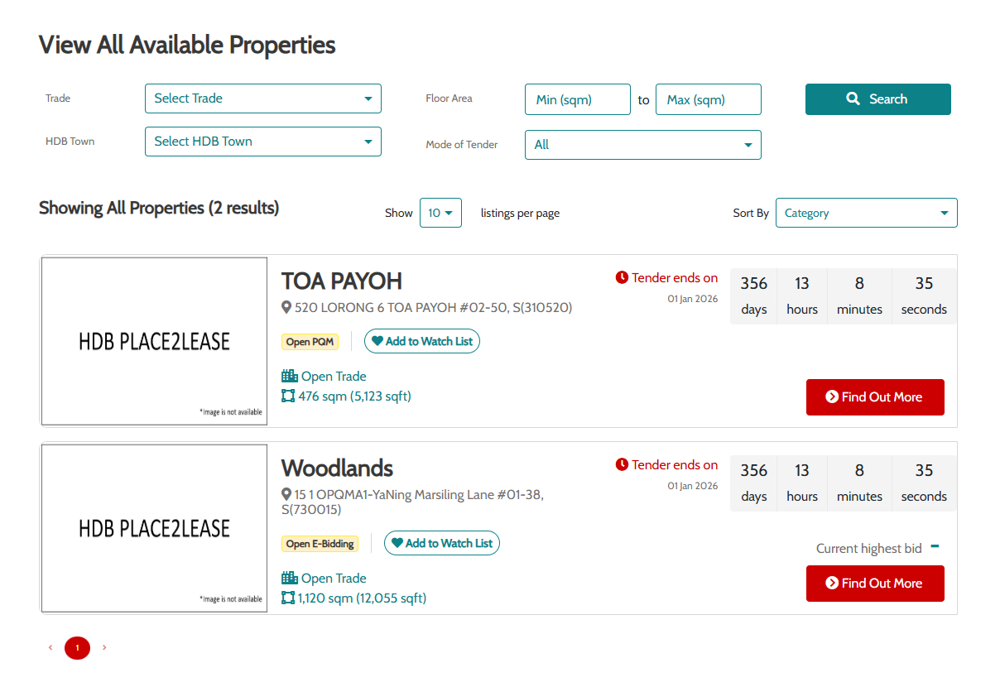 View All Available Properties
Trade
Select Trade
Floor Area
Min (sqm)
to
Max (sqm)
Search
HDB Town
Select HDB Town
Mode of Tender
All
Showing All Properties (2 results)
Show
10
listings per page
Sort By
Category
HDB PLACE2LEASE
*Image is not available
TOA PAYOH
520 LORONG 6 TOA PAYOH #02-50, S(310520)
Open PQM
Add to Watch List
Open Trade
476 sqm (5,123 sqft)
Tender ends on
01 Jan 2026
356 13 8 35
days hours minutes seconds
Find Out More
HDB PLACE2LEASE
*Image is not available
Woodlands
15 1 OPQMA1-YaNing Marsiling Lane #01-38,
S(730015)
Open E-Bidding
Add to Watch List
Open Trade
1,120 sqm (12,055 sqft)
Tender ends on
01 Jan 2026
356 13 8 35
days hours minutes seconds
Current highest bid -
Find Out More
‹ 1 ›